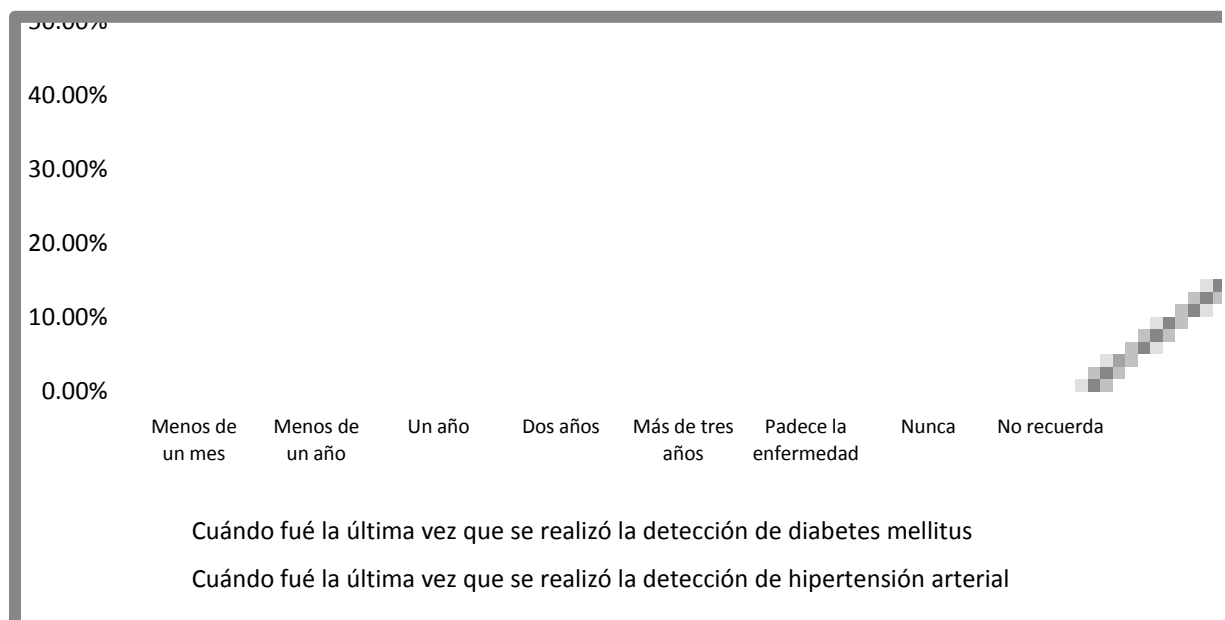 50.00%
40.00%
30.00%
20.00%
10.00%
0.00%
Menos de un mes
Menos de un año
Un año
Dos años
Más de tres años
Padece la enfermedad
Nunca
No recuerda
Cuándo fué la última vez que se realizó la detección de diabetes mellitus
Cuándo fué la última vez que se realizó la detección de hipertensión arterial